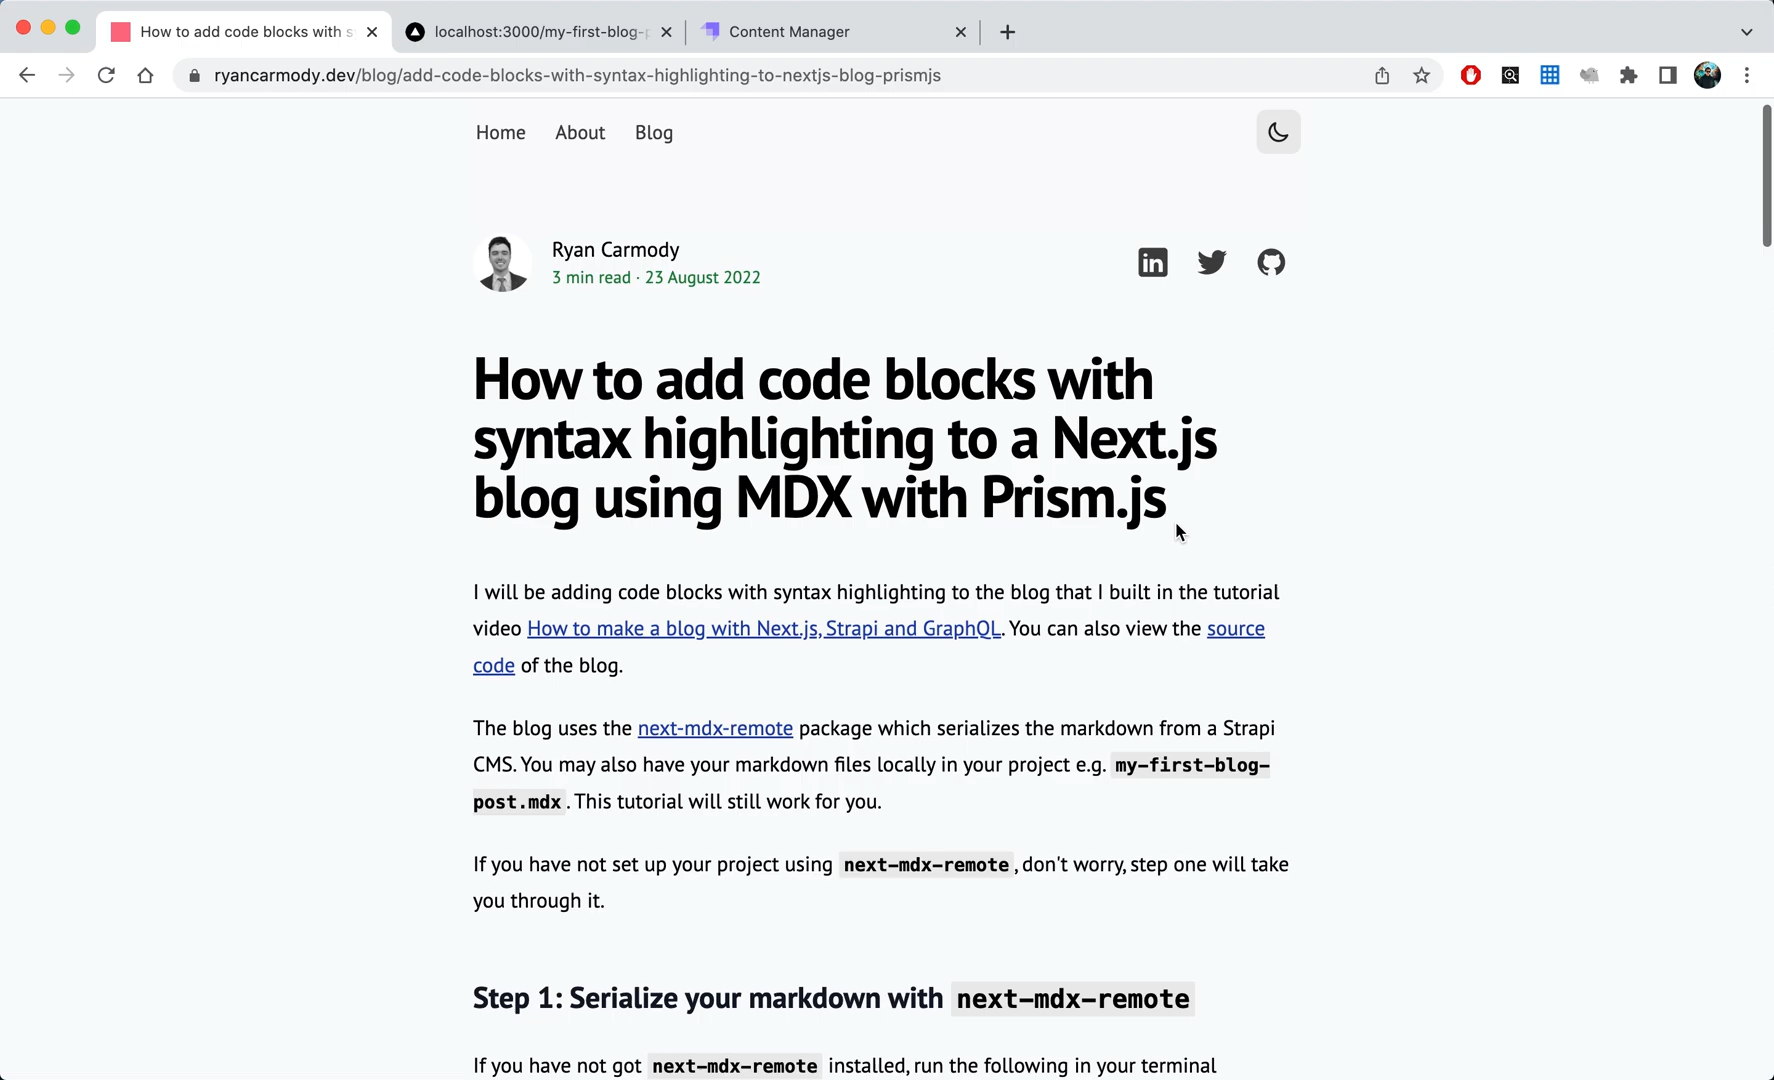 How to add code blocks with s
localhost:3000/my-first-blog-p
Content Manager
ryancarmody.dev/blog/add-code-blocks-with-syntax-highlighting-to-nextjs-blog-prismjs
Home About Blog
Ryan Carmody
3 min read · 23 August 2022
How to add code blocks with
syntax highlighting to a Next.js
blog using MDX with Prism.js
I will be adding code blocks with syntax highlighting to the blog that I built in the tutorial
video How to make a blog with Next.js, Strapi and GraphQL. You can also view the source
code of the blog.
The blog uses the next-mdx-remote package which serializes the markdown from a Strapi
CMS. You may also have your markdown files locally in your project e.g. my-first-blog-
post.mdx. This tutorial will still work for you.
If you have not set up your project using next-mdx-remote, don't worry, step one will take
you through it.
Step 1: Serialize your markdown with next-mdx-remote
If you have not got next-mdx-remote installed, run the following in your terminal